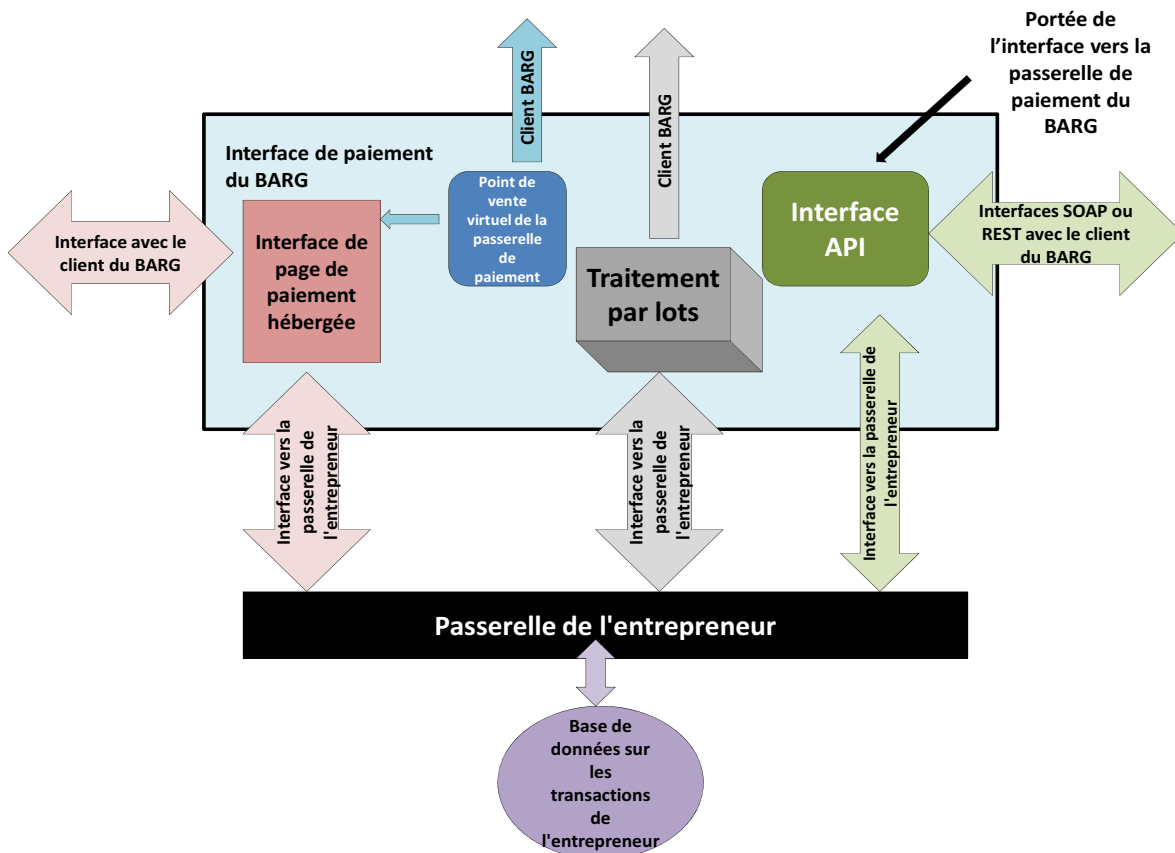 Portée de
l’interface vers la
passerelle de
paiement du
BARG
Client BARG
Client BARG
Interface de paiement
du BARG
Interface avec le
client du BARG
Interface de
page de
paiement
hébergée
Point de
vente
virtuel de la
passerelle
de
paiement
Traitement
par lots
Interface
API
Interfaces SOAP ou
REST avec le client
du BARG
Interface vers la
passerelle de
l'entrepreneur
Interface vers la
passerelle de
l'entrepreneur
Interface vers la passerelle de
l'entrepreneur
Passerelle de l'entrepreneur
Base de
données sur
les
transactions
de
l'entrepreneur